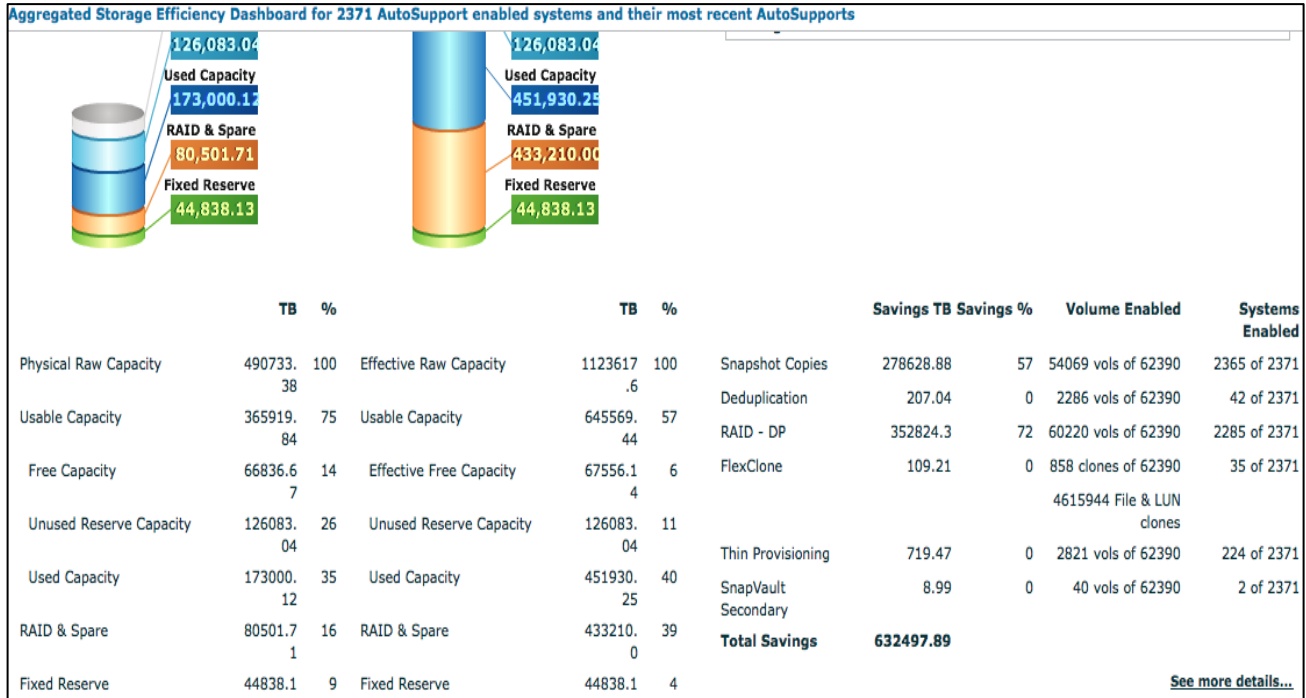 Aggregated Storage Efficiency Dashboard for 2371 AutoSupport enabled systems and their most recent AutoSupports
126,083.04
Used Capacity
173,000.12
RAID & Spare
80,501.71
Fixed Reserve
44,838.13
126,083.04
Used Capacity
451,930.25
RAID & Spare
433,210.00
Fixed Reserve
44,838.13
TB %
Physical Raw Capacity 490733. 100
38
Usable Capacity 365919. 75
84
Free Capacity 66836.6 14
7
Unused Reserve Capacity 126083. 26
04
Used Capacity 173000. 35
12
RAID & Spare 80501.7 16
1
Fixed Reserve 44838.1 9
TB %
Effective Raw Capacity 1123617 100
.6
Usable Capacity 645569. 57
44
Effective Free Capacity 67556.1 6
4
Unused Reserve Capacity 126083. 11
04
Used Capacity 451930. 40
25
RAID & Spare 433210. 39
0
Fixed Reserve 44838.1 4
Savings TB Savings % Volume Enabled Systems
Enabled
Snapshot Copies 278628.88 57 54069 vols of 62390 2365 of 2371
Deduplication 207.04 0 2286 vols of 62390 42 of 2371
RAID - DP 352824.3 72 60220 vols of 62390 2285 of 2371
FlexClone 109.21 0 858 clones of 62390 35 of 2371
4615944 File & LUN
clones
Thin Provisioning 719.47 0 2821 vols of 62390 224 of 2371
SnapVault 8.99 0 40 vols of 62390 2 of 2371
Secondary
Total Savings 632497.89
See more details...